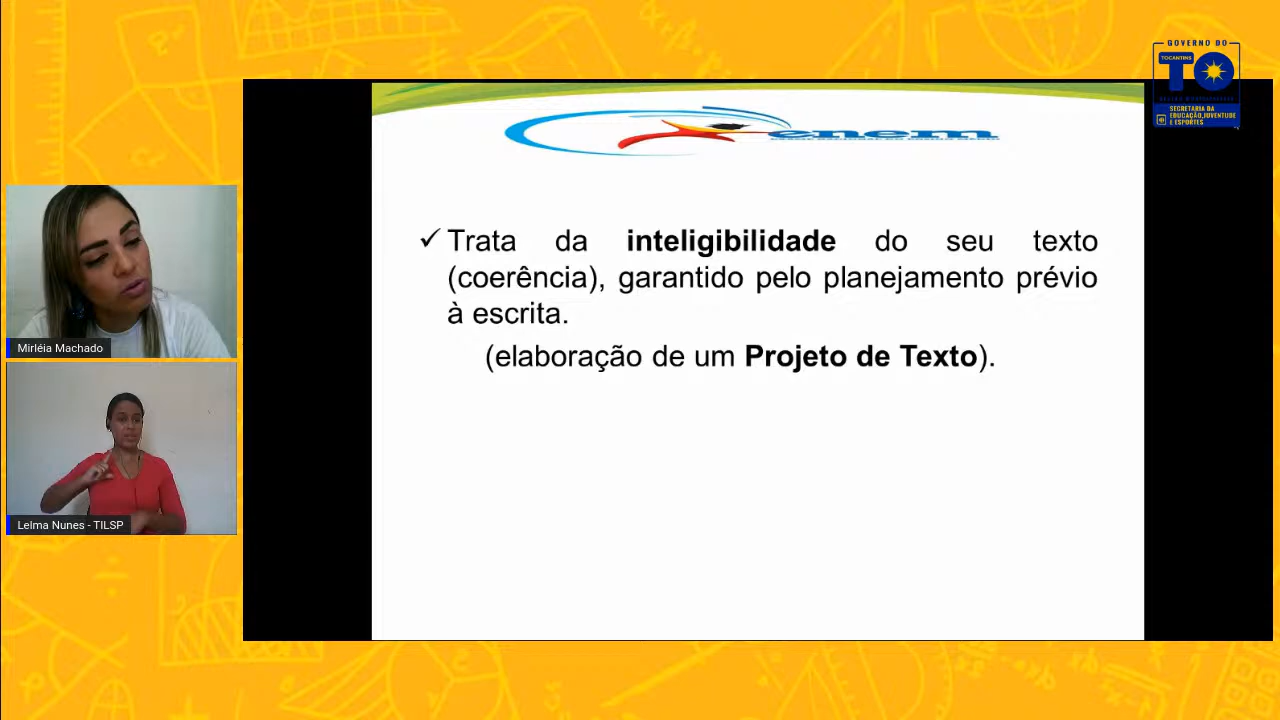 GOVERNO DO
TOCANTINS
TO
SECRETARIA DA
EDUCAÇÃO, JUVENTUDE
E ESPORTES
enem
✓ Trata da inteligibilidade do seu texto
(coerência), garantido pelo planejamento prévio
à escrita.
(elaboração de um Projeto de Texto).
Mirléia Machado
Lelma Nunes - TILSP